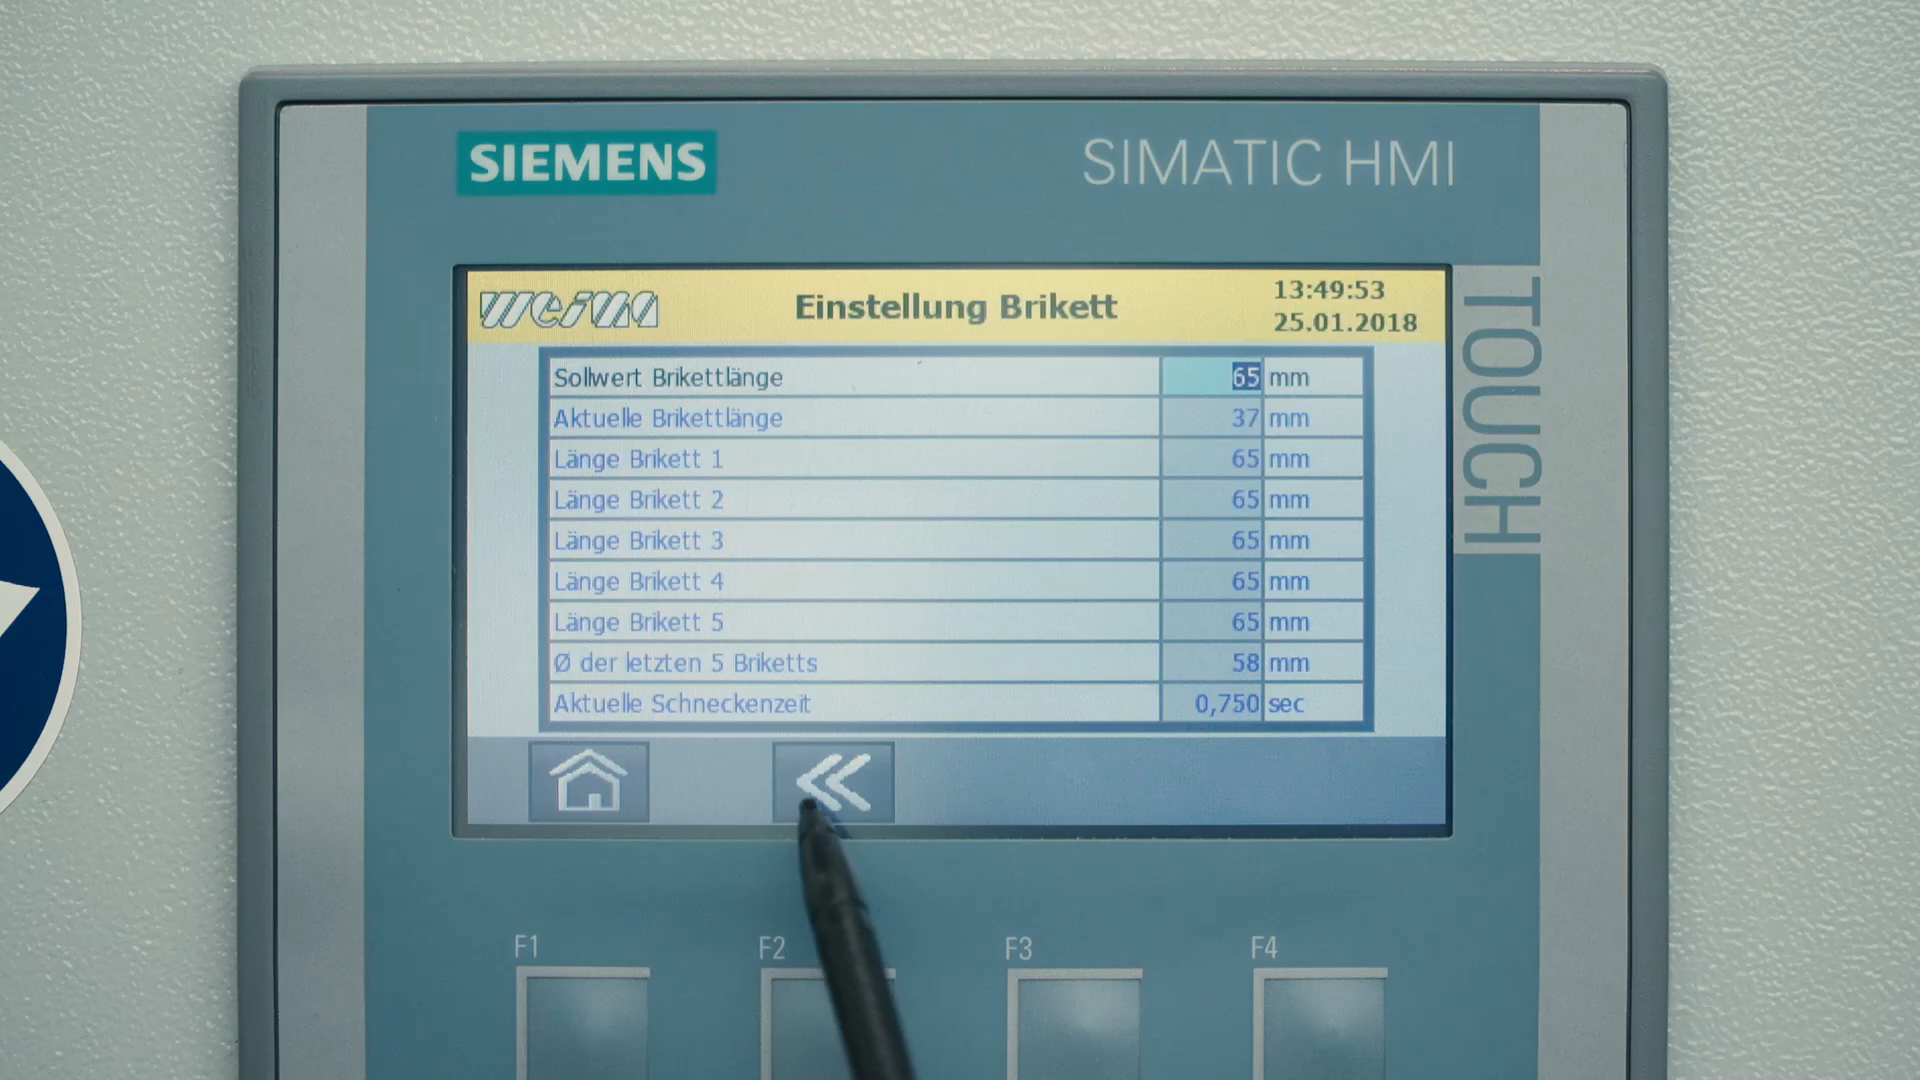 SIEMENS
SIMATIC HMI
TOUCH
weima
Einstellung Brikett
13:49:53
25.01.2018
Sollwert Brikettlänge 65 mm
Aktuelle Brikettlänge 37 mm
Länge Brikett 1 65 mm
Länge Brikett 2 65 mm
Länge Brikett 3 65 mm
Länge Brikett 4 65 mm
Länge Brikett 5 65 mm
Ø der letzten 5 Briketts 58 mm
Aktuelle Schneckenzeit 0,750 sec
F1 F2 F3 F4